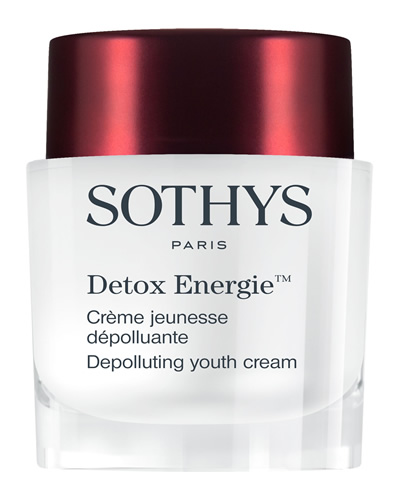 SOTHYS
PARIS
Detox Energie™
Crème jeunesse
dépolluante
Depolluting youth cream